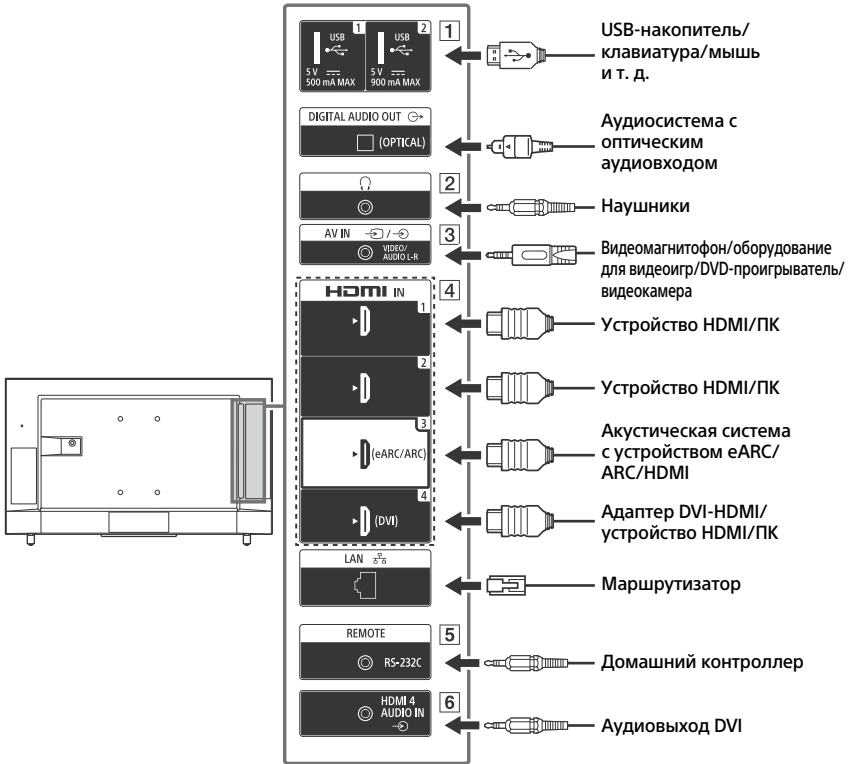 1 2 1
USB USB
5 V 5 V
500 mA MAX 900 mA MAX
USB-накопитель/
клавиатура/мышь
и т. д.
DIGITAL AUDIO OUT
(OPTICAL)
Аудиосистема с
оптическим
аудиовходом
2
Наушники
AV IN / 3
VIDEO/
AUDIO L-R
Видеомагнитофон/оборудование
для видеоигр/DVD-проигрыватель/
видеокамера
HDMI IN 4
1
Устройство HDMI/ПК
2
Устройство HDMI/ПК
3
(eARC/ARC)
Акустическая система
с устройством eARC/
ARC/HDMI
4
(DVI)
Адаптер DVI-HDMI/
устройство HDMI/ПК
LAN
Маршрутизатор
REMOTE 5
RS-232C
Домашний контроллер
HDMI 4 6
AUDIO IN
Аудиовыход DVI